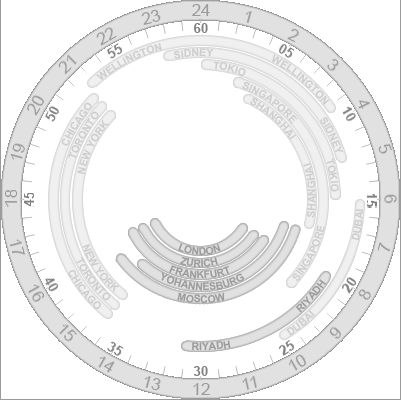 24
1
2
3
4
5
6
7
8
9
10
11
12
13
14
15
16
17
18
19
20
21
22
23
60
05
10
15
20
25
30
35
40
45
50
55
WELLINGTON
WELLINGTON
SIDNEY
SIDNEY
TOKIO
TOKIO
SINGAPORE
SINGAPORE
SHANGHAI
SHANGHAI
CHICAGO
TORONTO
NEW YORK
NEW YORK
TORONTO
CHICAGO
LONDON
ZURICH
FRANKFURT
YOHANNESBURG
MOSCOW
RIYADH
RIYADH
DUBAI
DUBAI